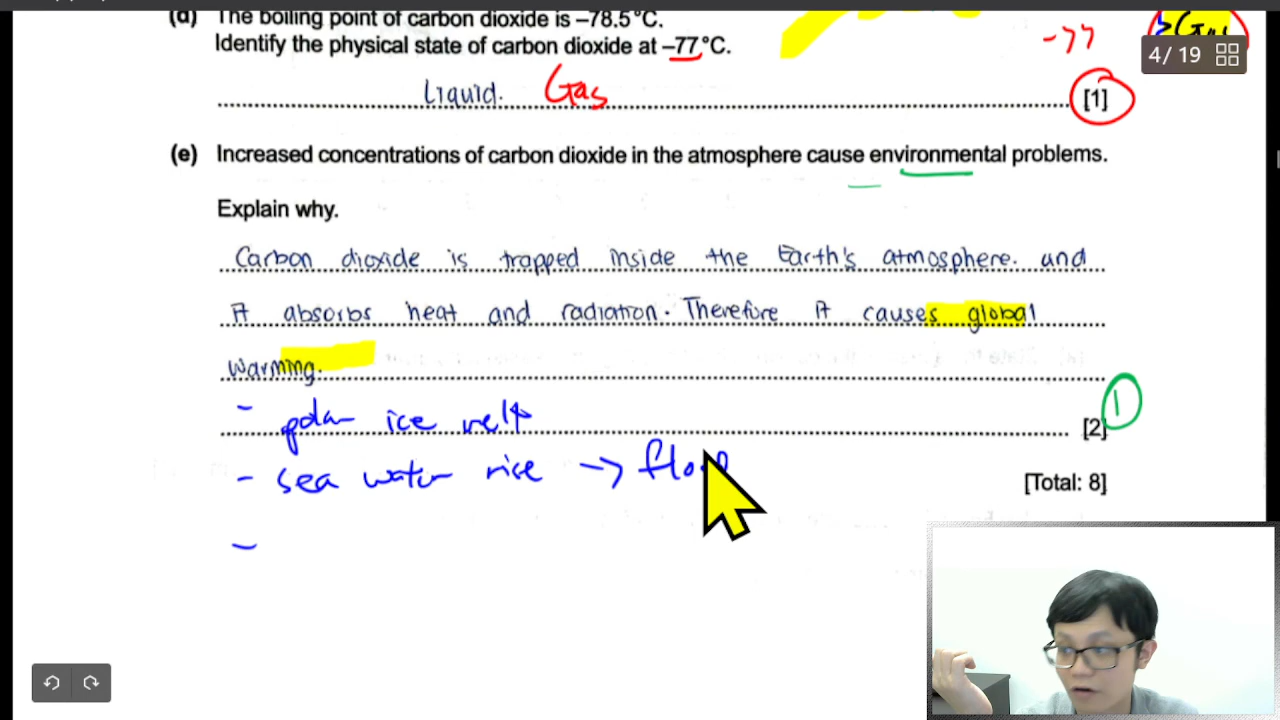 (d) The boiling point of carbon dioxide is –78.5°C.
Identify the physical state of carbon dioxide at –77°C.
-77
>Gas
4/ 19
Liquid. Gas
[1]
(e) Increased concentrations of carbon dioxide in the atmosphere cause environmental problems.
Explain why.
Carbon dioxide is trapped inside the Earth's atmosphere. and
it absorbs heat and radiation. Therefore it causes global
warming.
- polar ice melt
1
[2]
- sea water rise → flood
[Total: 8]
-